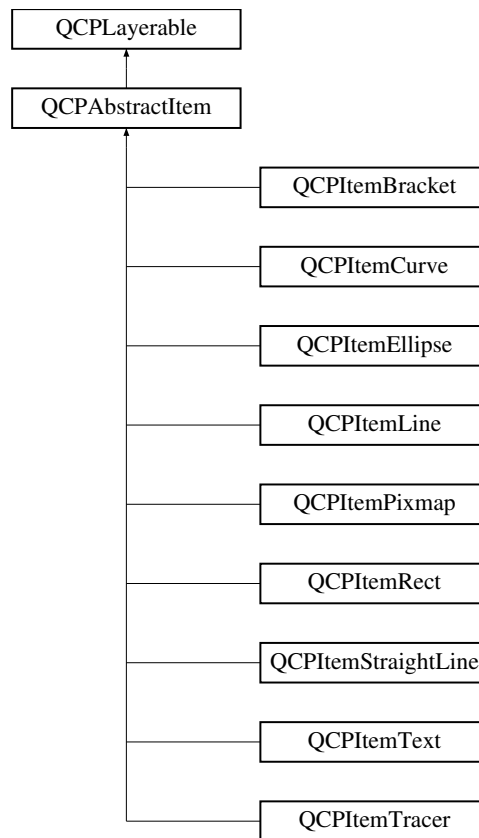 QCPLayerable
QCPAbstractItem
QCPItemBracket
QCPItemCurve
QCPItemEllipse
QCPItemLine
QCPItemPixmap
QCPItemRect
QCPItemStraightLine
QCPItemText
QCPItemTracer